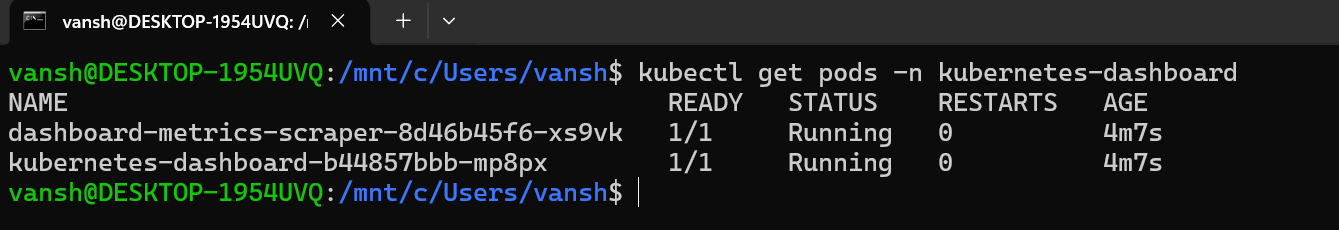 vansh@DESKTOP-1954UVQ: /
vansh@DESKTOP-1954UVQ:/mnt/c/Users/vansh$ kubectl get pods -n kubernetes-dashboard
NAME READY STATUS RESTARTS AGE
dashboard-metrics-scraper-8d46b45f6-xs9vk 1/1 Running 0 4m7s
kubernetes-dashboard-b44857bbb-mp8px 1/1 Running 0 4m7s
vansh@DESKTOP-1954UVQ:/mnt/c/Users/vansh$